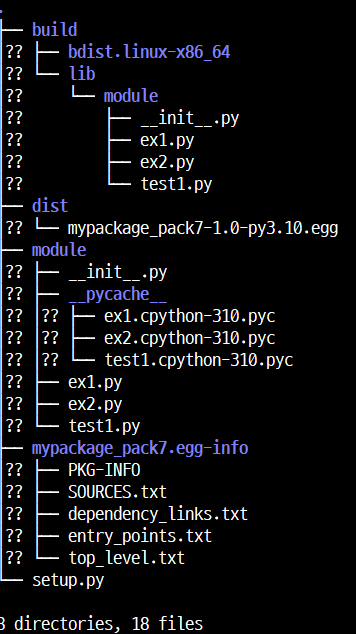 .
├── build
│?? ├── bdist.linux-x86_64
│?? └── lib
│??     └── module
│??         ├── __init__.py
│??         ├── ex1.py
│??         ├── ex2.py
│??         └── test1.py
├── dist
│?? └── mypackage_pack7-1.0-py3.10.egg
├── module
│?? ├── __init__.py
│?? ├── __pycache__
│?? │?? ├── ex1.cpython-310.pyc
│?? │?? ├── ex2.cpython-310.pyc
│?? │?? └── test1.cpython-310.pyc
│?? ├── ex1.py
│?? ├── ex2.py
│?? └── test1.py
├── mypackage_pack7.egg-info
│?? ├── PKG-INFO
│?? ├── SOURCES.txt
│?? ├── dependency_links.txt
│?? ├── entry_points.txt
│?? └── top_level.txt
└── setup.py
8 directories, 18 files